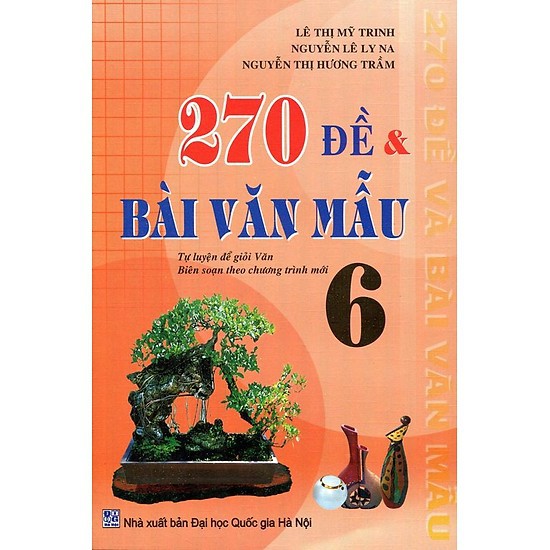 LÊ THỊ MỸ TRINH
NGUYỄN LÊ LY NA
NGUYỄN THỊ HƯƠNG TRẦM
270 ĐỀ &
BÀI VĂN MẪU
Tự luyện để giỏi Văn
Biên soạn theo chương trình mới
6
270 ĐỀ VÀ BÀI VĂN MẪU
Nhà xuất bản Đại học Quốc gia Hà Nội